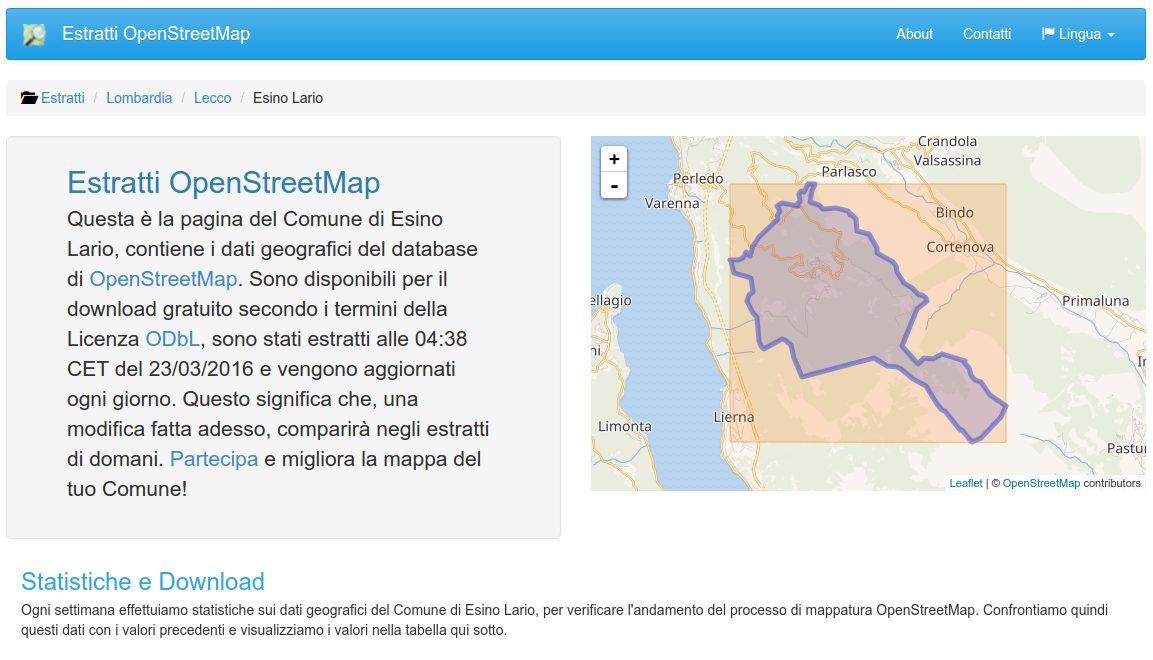 Estratti OpenStreetMap
About
Contatti
Lingua
Estratti / Lombardia / Lecco / Esino Lario
Estratti OpenStreetMap
Questa è la pagina del Comune di Esino
Lario, contiene i dati geografici del database
di OpenStreetMap. Sono disponibili per il
download gratuito secondo i termini della
Licenza ODbL, sono stati estratti alle 04:38
CET del 23/03/2016 e vengono aggiornati
ogni giorno. Questo significa che, una
modifica fatta adesso, comparirà negli estratti
di domani. Partecipa e migliora la mappa del
tuo Comune!
+
-
Crandola
Valsassina
Parlasco
Perledo
Varenna
Bindo
Cortenova
ellagio
Primaluna
ni
Lierna
Limonta
Pastur
Leaflet | © OpenStreetMap contributors
Statistiche e Download
Ogni settimana effettuiamo statistiche sui dati geografici del Comune di Esino Lario, per verificare l'andamento del processo di mappatura OpenStreetMap. Confrontiamo quindi
questi dati con i valori precedenti e visualizziamo i valori nella tabella qui sotto.